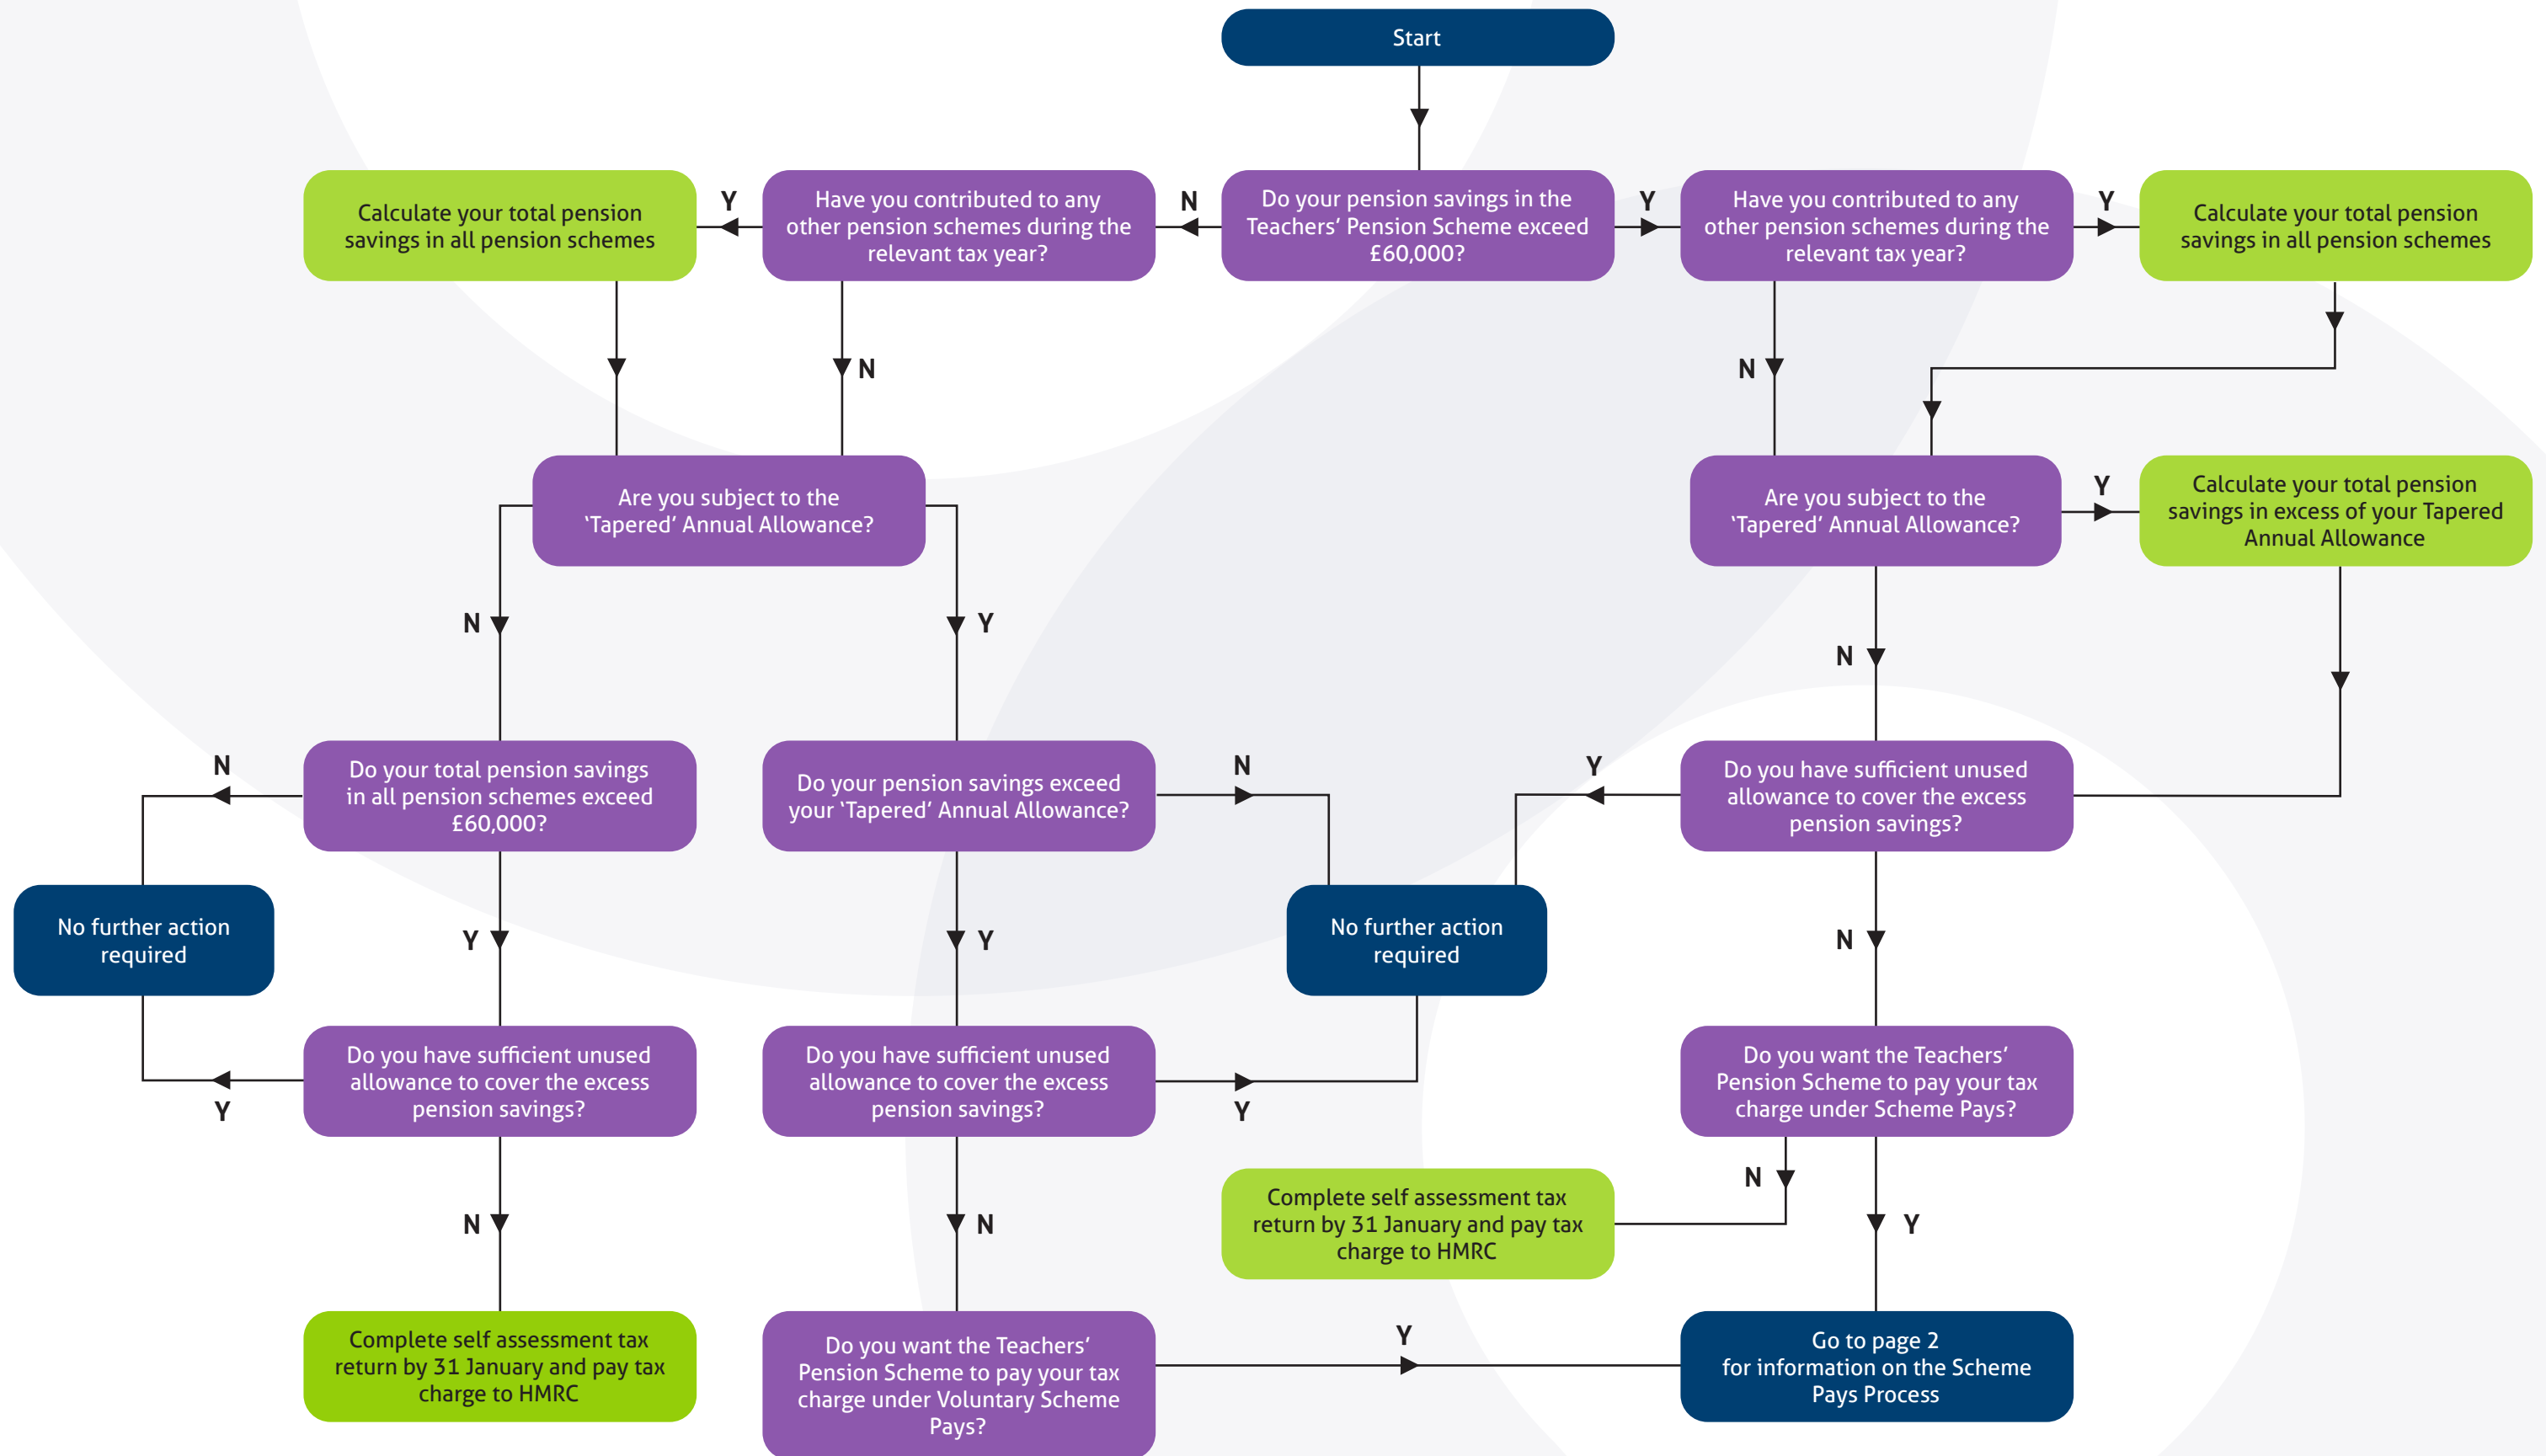 Start
Calculate your total pension
savings in all pension schemes
Y
Have you contributed to any
other pension schemes during the
relevant tax year?
N
Do your pension savings in the
Teachers’ Pension Scheme exceed
£60,000?
Y
Have you contributed to any
other pension schemes during the
relevant tax year?
Y
Calculate your total pension
savings in all pension schemes
N
N
Are you subject to the
‘Tapered’ Annual Allowance?
Are you subject to the
‘Tapered’ Annual Allowance?
Y
Calculate your total pension
savings in excess of your Tapered
Annual Allowance
N
Y
N
N
Do your total pension savings
in all pension schemes exceed
£60,000?
Do your pension savings exceed
your ‘Tapered’ Annual Allowance?
N
Y
Do you have sufficient unused
allowance to cover the excess
pension savings?
No further action
required
Y
Y
No further action
required
N
Do you have sufficient unused
allowance to cover the excess
pension savings?
Y
Do you have sufficient unused
allowance to cover the excess
pension savings?
Y
Do you want the Teachers’
Pension Scheme to pay your tax
charge under Scheme Pays?
N
N
Complete self assessment tax
return by 31 January and pay tax
charge to HMRC
N
Y
Complete self assessment tax
return by 31 January and pay tax
charge to HMRC
Do you want the Teachers’
Pension Scheme to pay your tax
charge under Voluntary Scheme
Pays?
Y
Go to page 2
for information on the Scheme
Pays Process